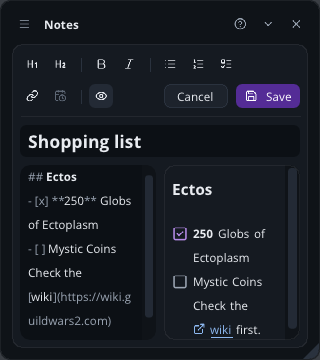 Notes
H1 H2 B I
Cancel Save
Shopping list
## Ectos
- [x] **250** Globs
of Ectoplasm
- [ ] Mystic Coins
Check the
[wiki](https://wiki.g
uildwars2.com)
Ectos
250 Globs of
Ectoplasm
Mystic Coins
Check the
wiki first.